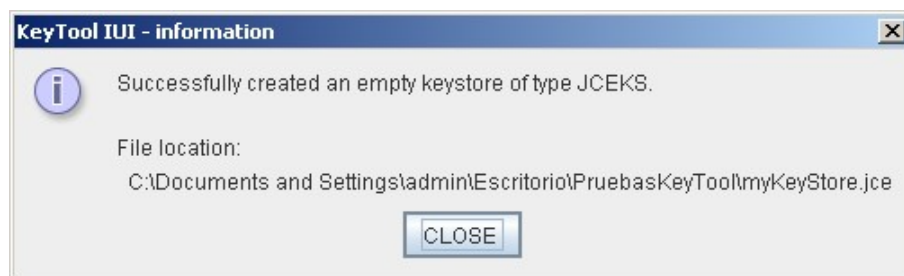 KeyTool IUI - information
Successfully created an empty keystore of type JCEKS.
File location:
C:\Documents and Settings\admin\Escritorio\PruebasKeyTool\myKeyStore.jce
CLOSE